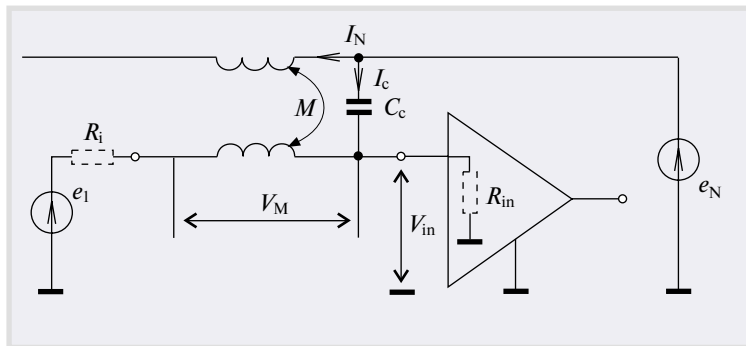 I_N
I_c
M
C_c
R_i
e_1
V_M
V_in
R_in
e_N